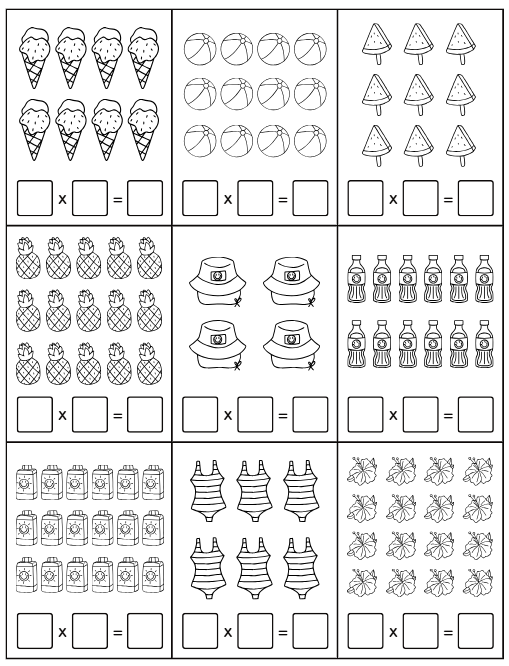 x =
x =
x =
x =
x =
x =
x =
x =
x =